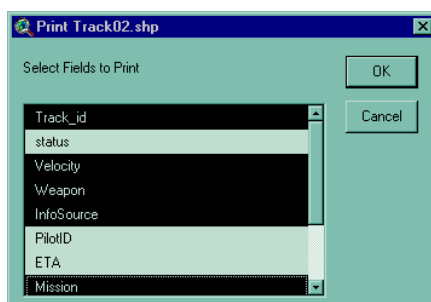 Print Track02.shp
Select Fields to Print
OK
Cancel
Track_id
status
Velocity
Weapon
InfoSource
PilotID
ETA
Mission